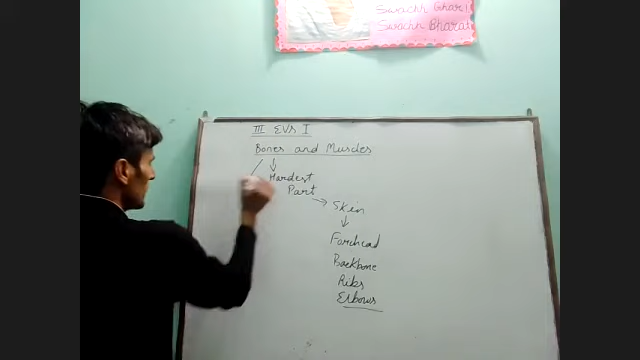 Swachh Ghar!
Swachh Bharat
III EVS I
Bones and Muscles
Hardest
Part
Skin
Forehead
Backbone
Ribs
Elbows